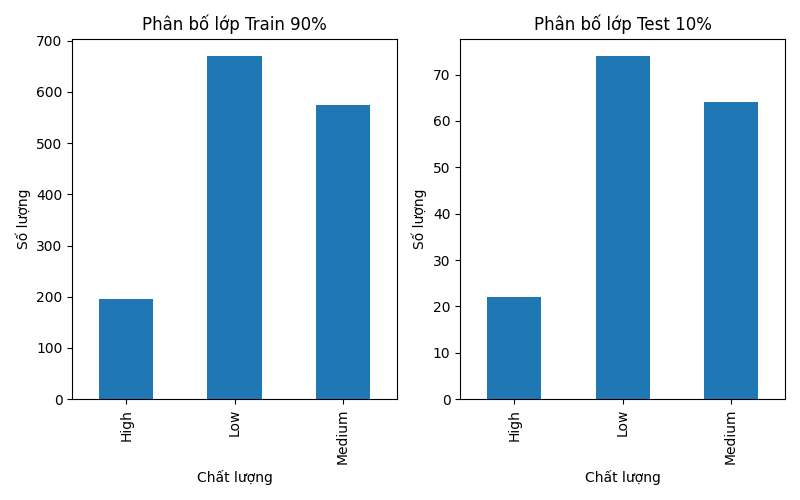 Phân bố lớp Train 90%
700
600
500
400
300
200
100
0
Số lượng
High
Low
Medium
Chất lượng
Phân bố lớp Test 10%
70
60
50
40
30
20
10
0
Số lượng
High
Low
Medium
Chất lượng